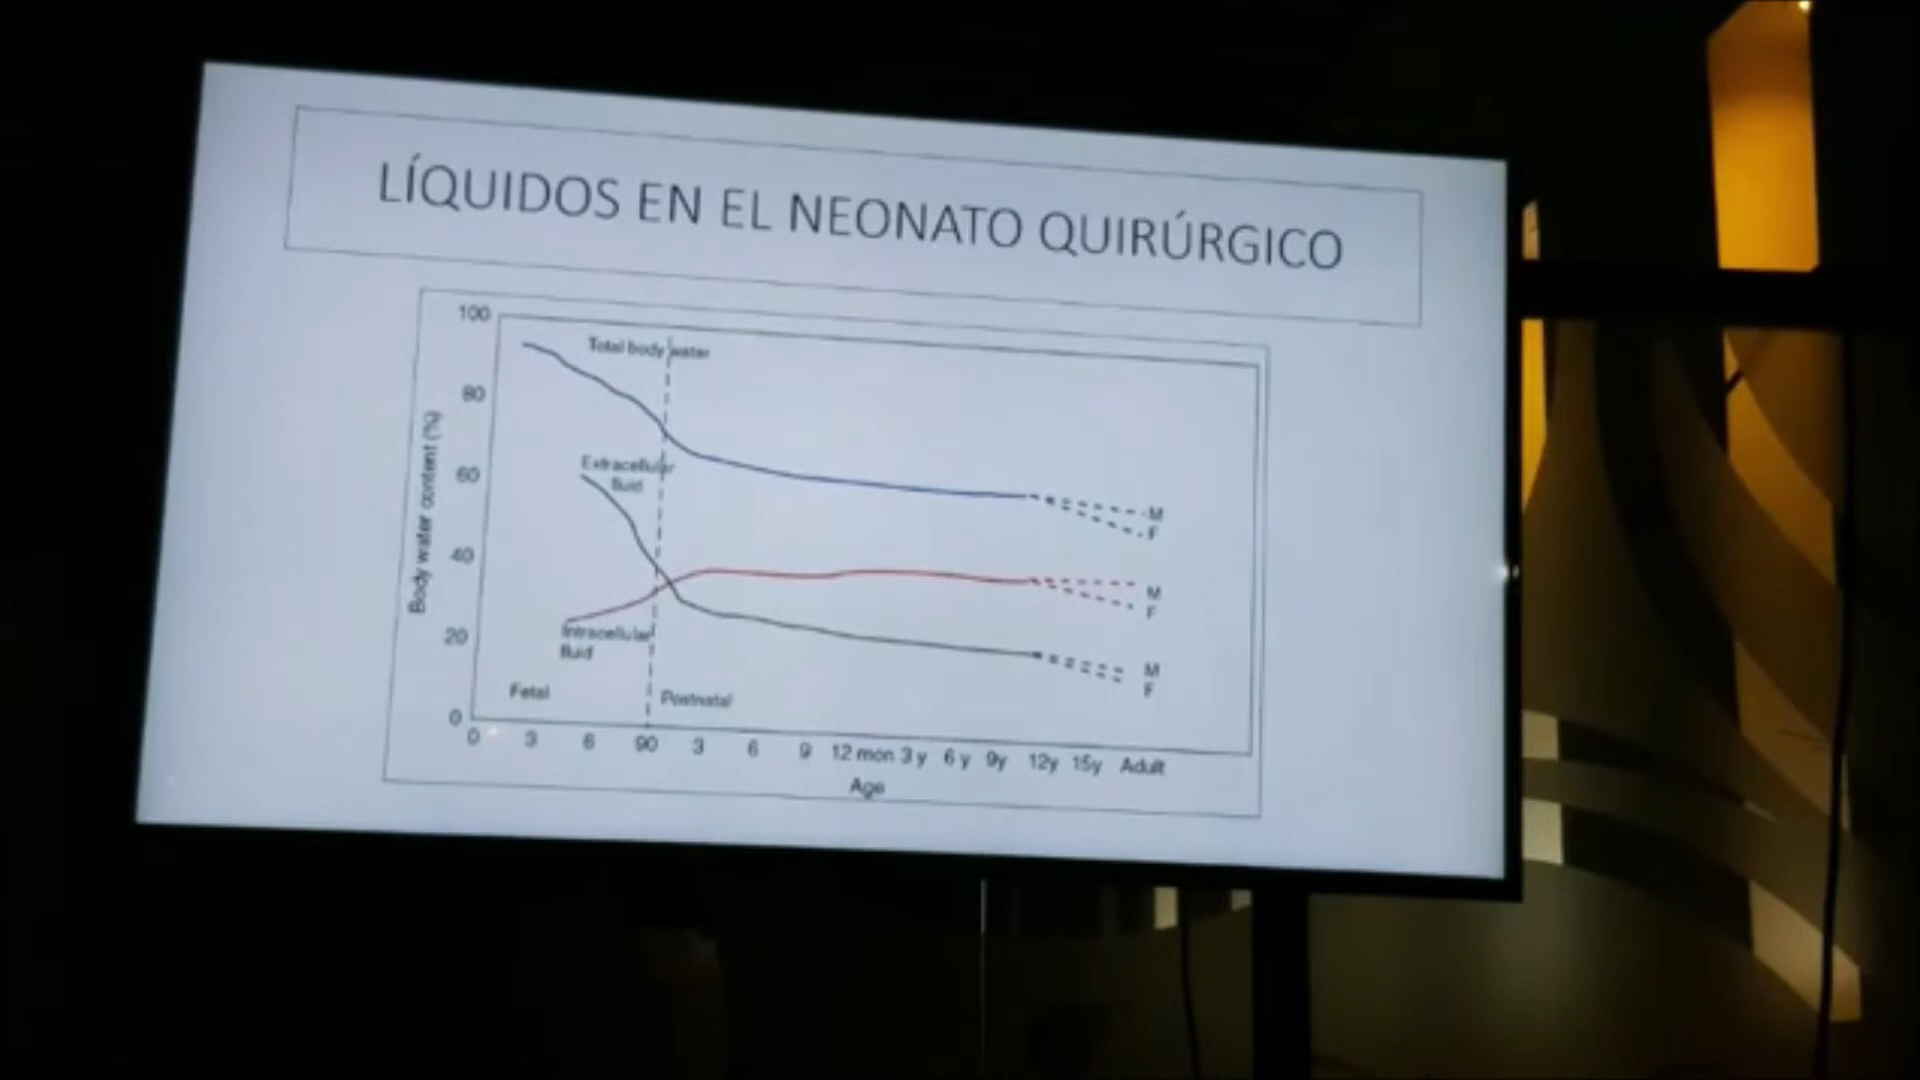 LÍQUIDOS EN EL NEONATO QUIRÚRGICO
100
Total body water
80
Extracellular
fluid
60
Body water content (%)
M
F
40
M
F
20
Intracellular
fluid
M
F
Fetal
Postnatal
0
0 3 6 90 3 6 9 12 mon 3 y 6 y 9y 12y 15y Adult
Age